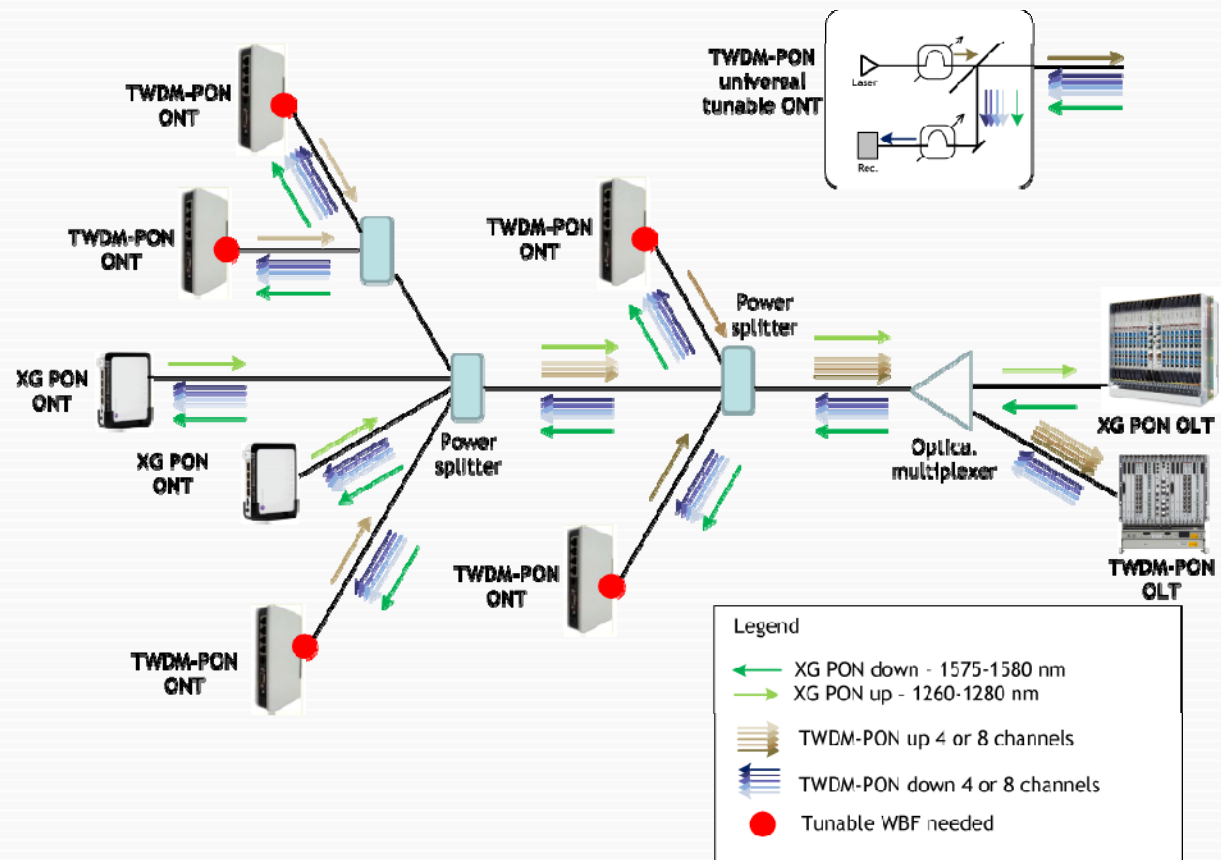 TWDM-PON
ONT
TWDM-PON
universal
tunable ONT
Laser
Rec.
TWDM-PON
ONT
TWDM-PON
ONT
Power
splitter
XG PON
ONT
XG PON OLT
XG PON
ONT
Power
splitter
Optica.
multiplexer
TWDM-PON
OLT
TWDM-PON
ONT
TWDM-PON
ONT
Legend
XG PON down - 1575-1580 nm
XG PON up - 1260-1280 nm
TWDM-PON up 4 or 8 channels
TWDM-PON down 4 or 8 channels
Tunable WBF needed